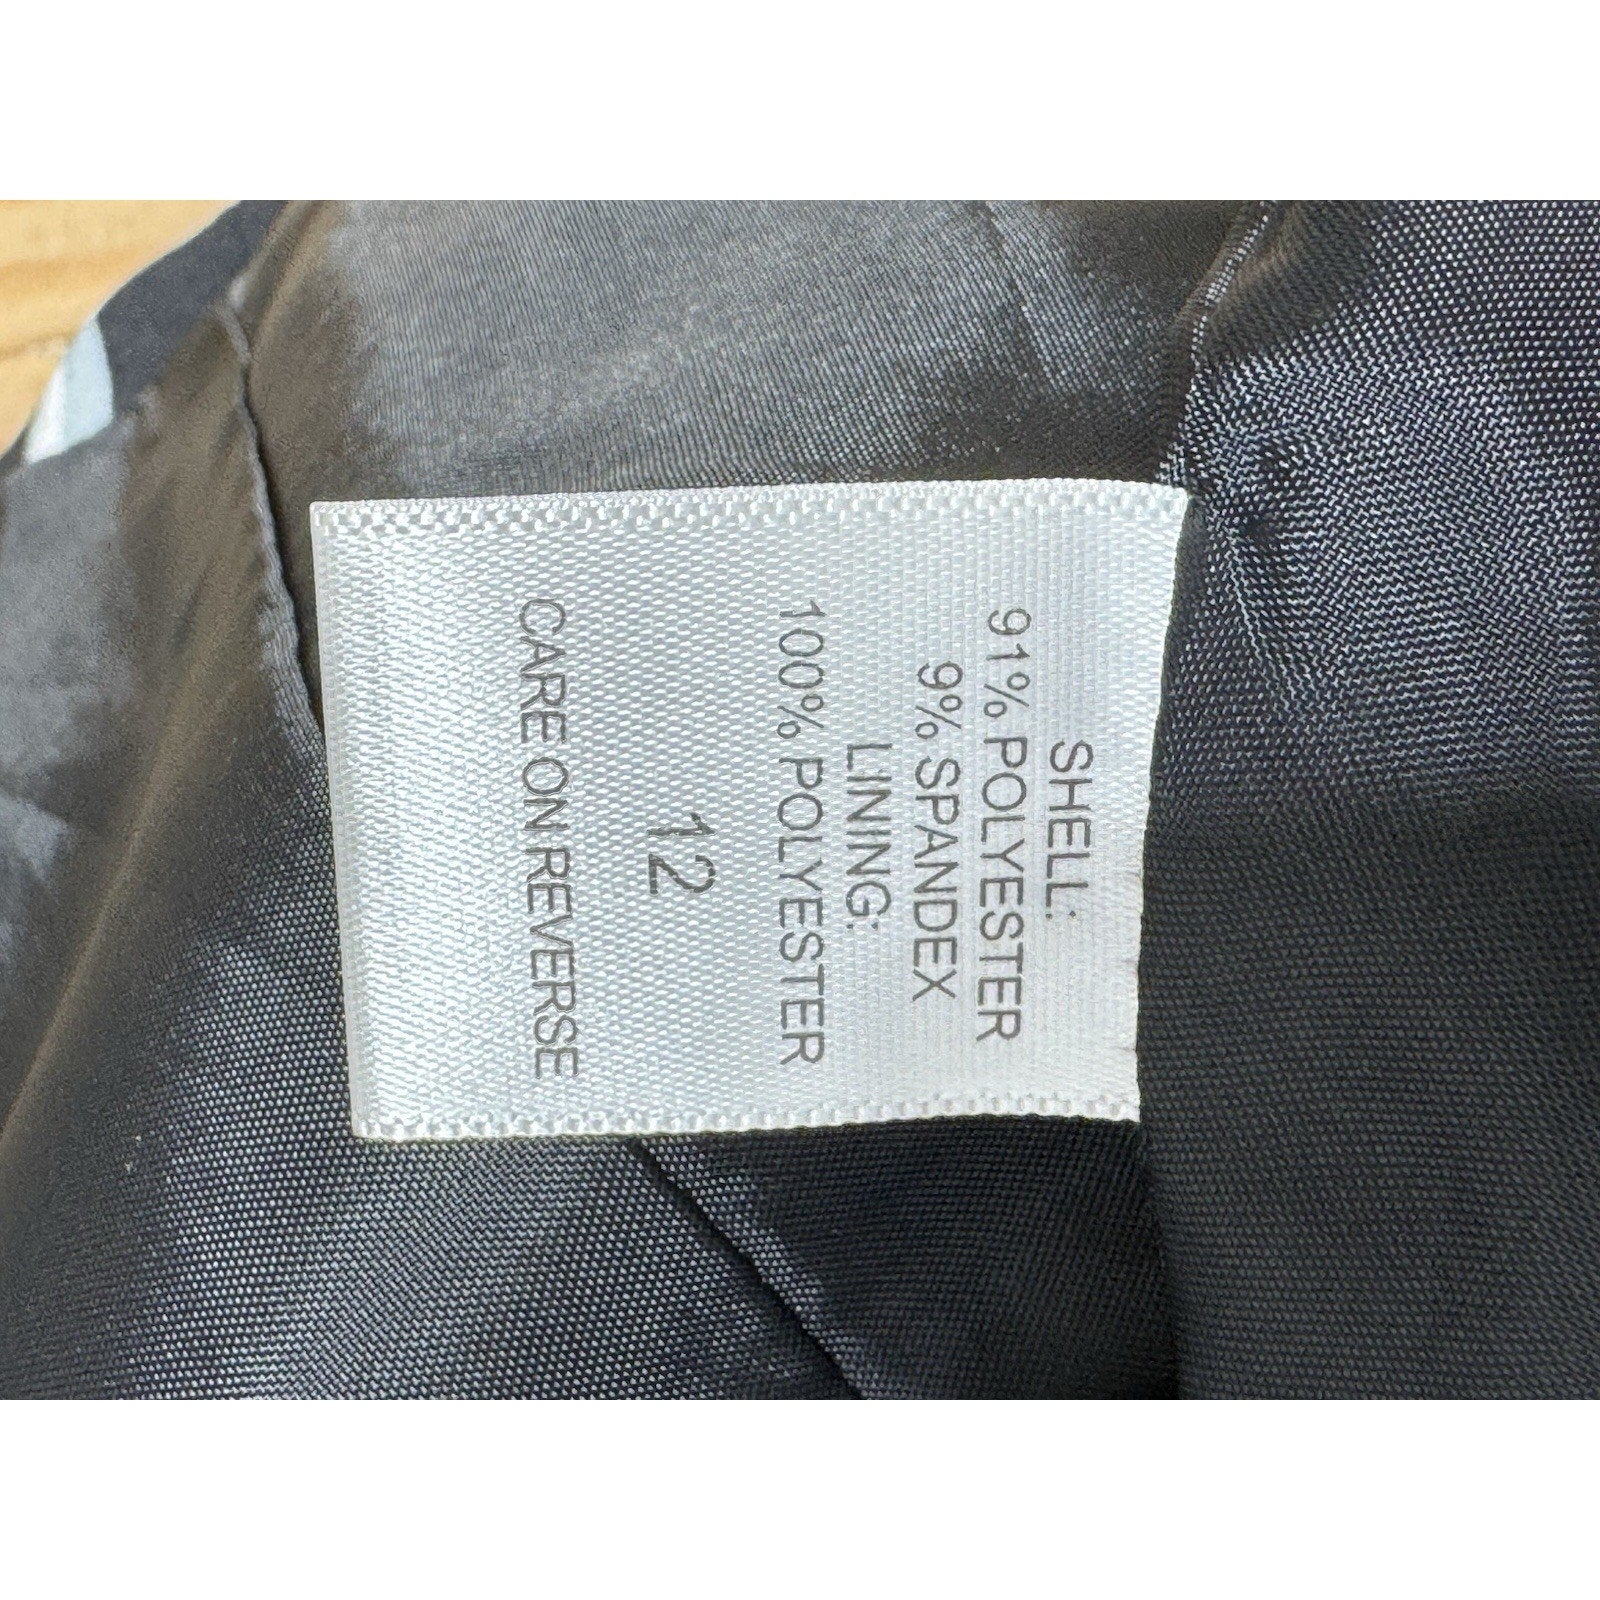 SHELL:
91% POLYESTER
9% SPANDEX
LINING:
100% POLYESTER
12
CARE ON REVERSE